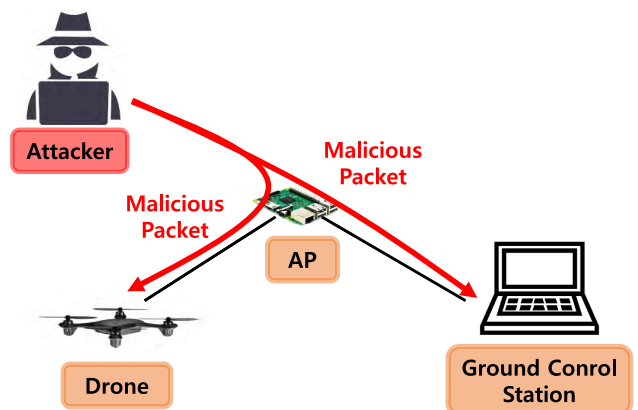 Attacker
Malicious
Packet
Malicious
Packet
AP
Drone
Ground Conrol
Station